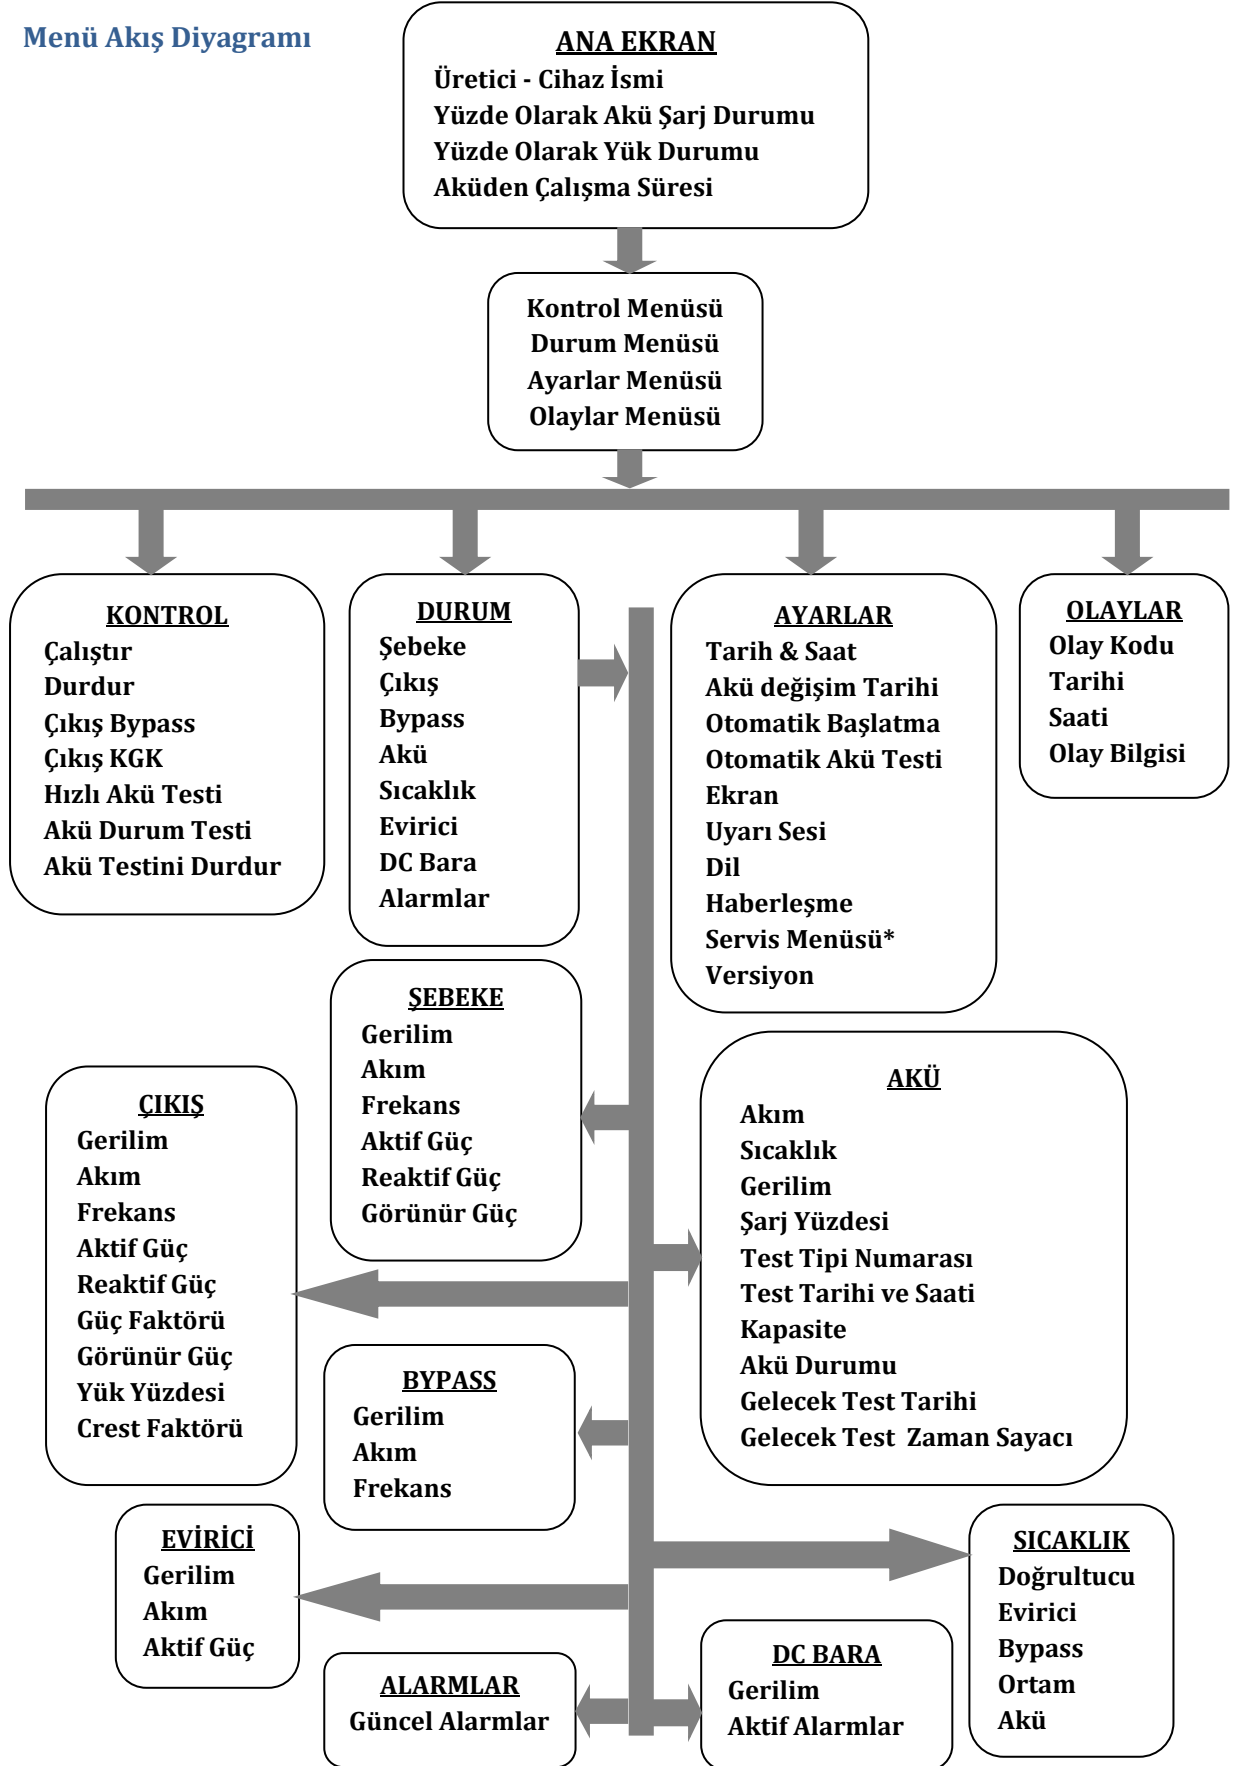 Menü Akış Diyagramı
ANA EKRAN
Üretici - Cihaz İsmi
Yüzde Olarak Akü Şarj Durumu
Yüzde Olarak Yük Durumu
Aküden Çalışma Süresi
Kontrol Menüsü
Durum Menüsü
Ayarlar Menüsü
Olaylar Menüsü
KONTROL
Çalıştır
Durdur
Çıkış Bypass
Çıkış KGK
Hızlı Akü Testi
Akü Durum Testi
Akü Testini Durdur
DURUM
Şebeke
Çıkış
Bypass
Akü
Sıcaklık
Evirici
DC Bara
Alarmlar
AYARLAR
Tarih & Saat
Akü değişim Tarihi
Otomatik Başlatma
Otomatik Akü Testi
Ekran
Uyarı Sesi
Dil
Haberleşme
Servis Menüsü*
Versiyon
OLAYLAR
Olay Kodu
Tarihi
Saati
Olay Bilgisi
ŞEBEKE
Gerilim
Akım
Frekans
Aktif Güç
Reaktif Güç
Görünür Güç
ÇIKIŞ
Gerilim
Akım
Frekans
Aktif Güç
Reaktif Güç
Güç Faktörü
Görünür Güç
Yük Yüzdesi
Crest Faktörü
AKÜ
Akım
Sıcaklık
Gerilim
Şarj Yüzdesi
Test Tipi Numarası
Test Tarihi ve Saati
Kapasite
Akü Durumu
Gelecek Test Tarihi
Gelecek Test  Zaman Sayacı
BYPASS
Gerilim
Akım
Frekans
EVİRİCİ
Gerilim
Akım
Aktif Güç
SICAKLIK
Doğrultucu
Evirici
Bypass
Ortam
Akü
ALARMLAR
Güncel Alarmlar
DC BARA
Gerilim
Aktif Alarmlar